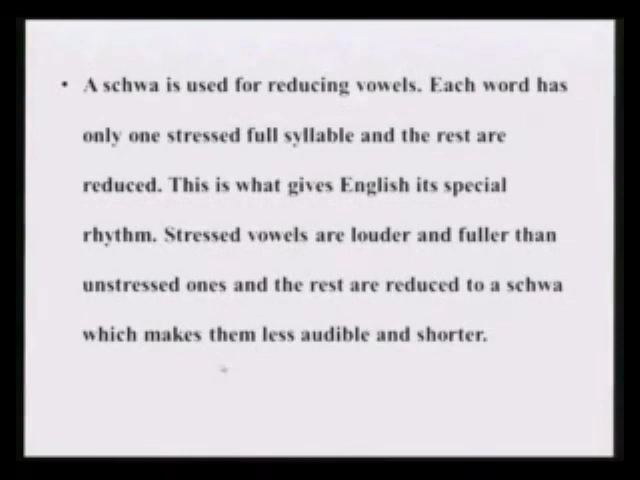 • A schwa is used for reducing vowels. Each word has
only one stressed full syllable and the rest are
reduced. This is what gives English its special
rhythm. Stressed vowels are louder and fuller than
unstressed ones and the rest are reduced to a schwa
which makes them less audible and shorter.